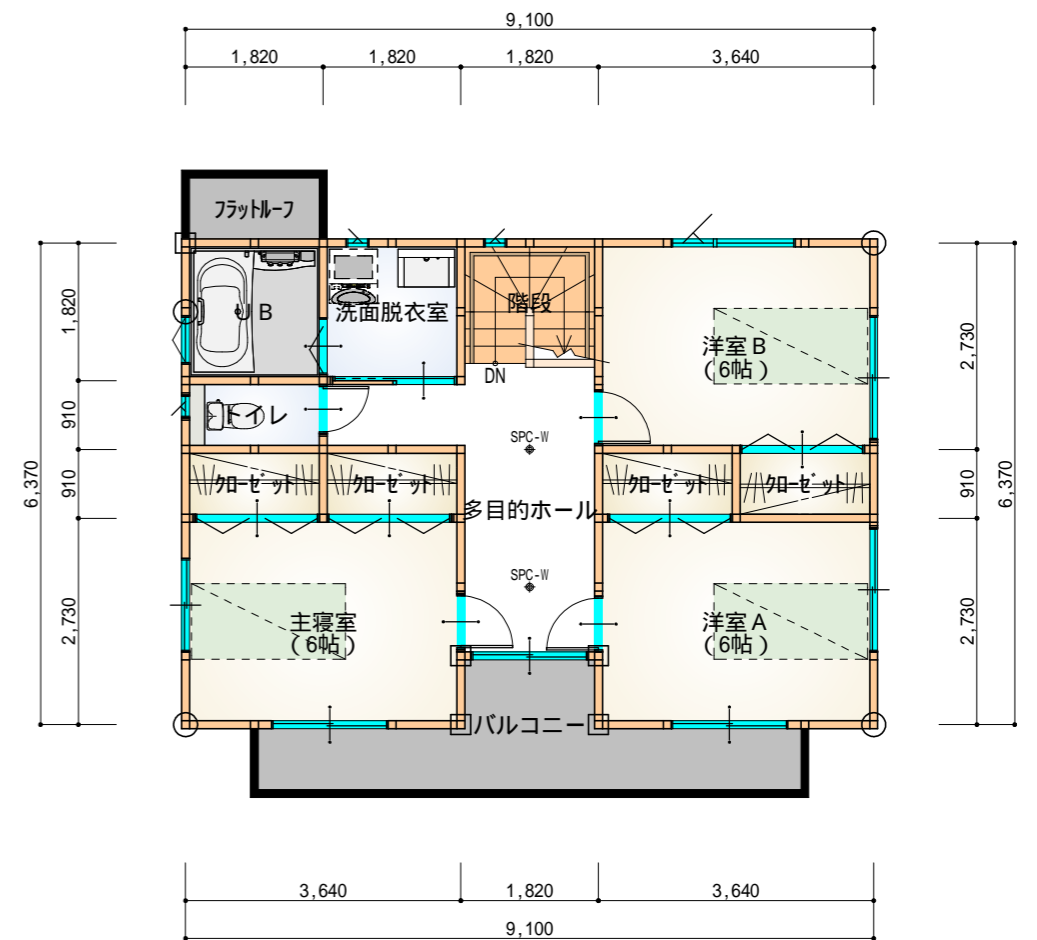 9,100
1,820
1,820
1,820
3,640
フラットルーフ
UB
洗面脱衣室
階段
DN
洋室B
(6帖)
トイレ
SPC-W
クローゼット
クローゼット
クローゼット
クローゼット
多目的ホール
SPC-W
主寝室
(6帖)
洋室A
(6帖)
バルコニー
6,370
1,820
910
910
2,730
2,730
910
2,730
6,370
3,640
1,820
3,640
9,100